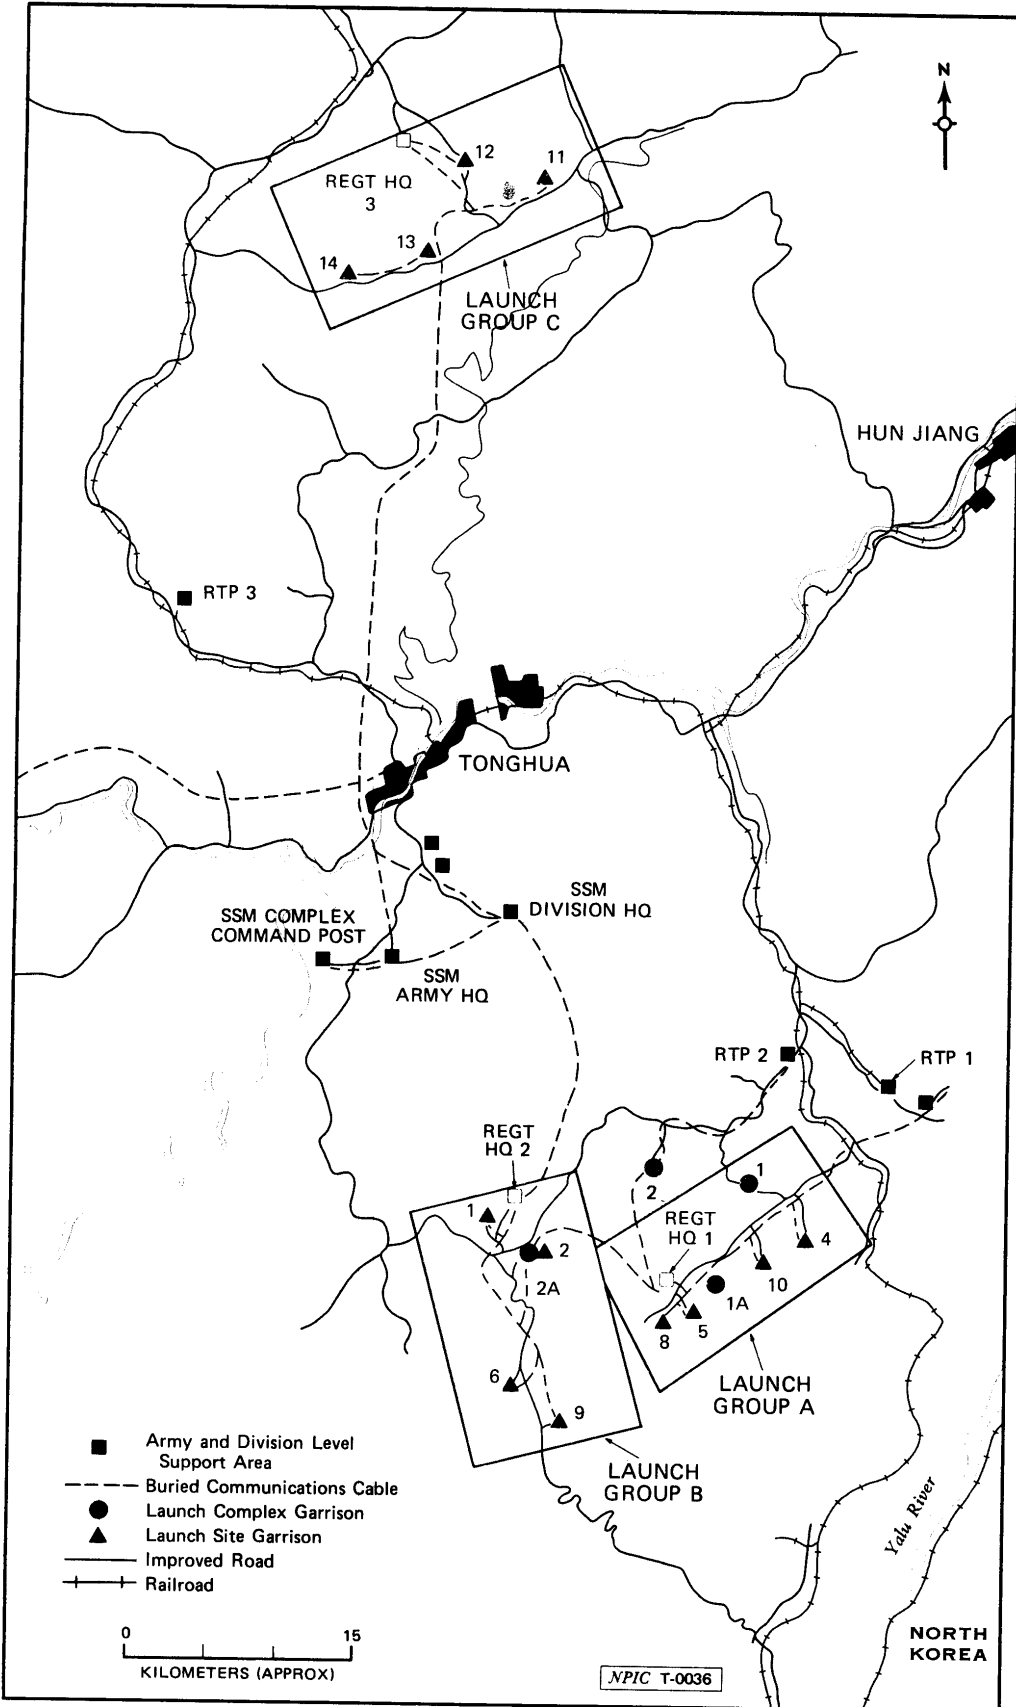 N
12
11
REGT HQ
3
13
14
LAUNCH
GROUP C
HUN JIANG
RTP 3
TONGHUA
SSM
DIVISION HQ
SSM COMPLEX
COMMAND POST
SSM
ARMY HQ
RTP 2
RTP 1
REGT
HQ 2
1
2
1
REGT
HQ 1
4
2
2A
10
1A
5
8
6
9
LAUNCH
GROUP A
LAUNCH
GROUP B
Army and Division Level
Support Area
Buried Communications Cable
Launch Complex Garrison
Launch Site Garrison
Improved Road
Railroad
Yalu River
0 15
KILOMETERS (APPROX)
NPIC T-0036
NORTH
KOREA